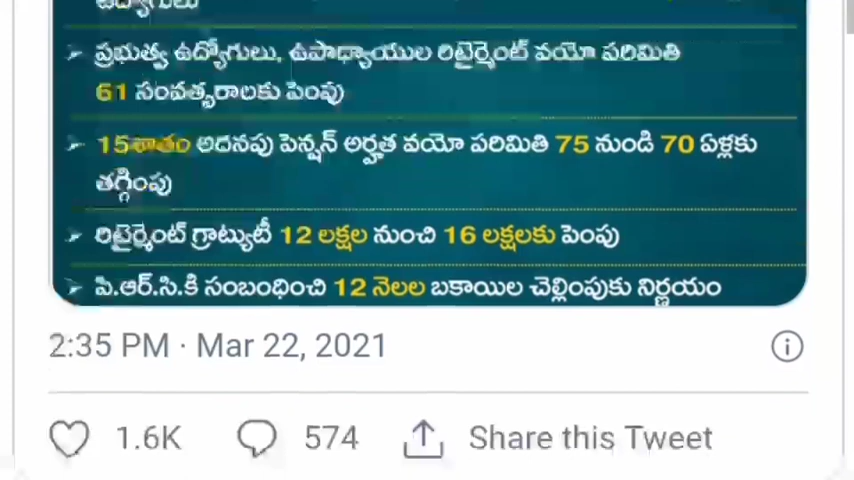 ఉద్యోగులు
ప్రభుత్వ ఉద్యోగులు, ఉపాధ్యాయుల రిటైర్మెంట్ వయో పరిమితి
61 సంవత్సరాలకు పెంపు
15శాతం అదనపు పెన్షన్ అర్హత వయో పరిమితి 75 నుండి 70 ఏళ్లకు
తగ్గింపు
రిటైర్మెంట్ గ్రాట్యుటీ 12 లక్షల నుంచి 16 లక్షలకు పెంపు
పి.ఆర్.సి.కి సంబంధించి 12 నెలల బకాయిల చెల్లింపుకు నిర్ణయం
2:35 PM · Mar 22, 2021
1.6K 574 Share this Tweet